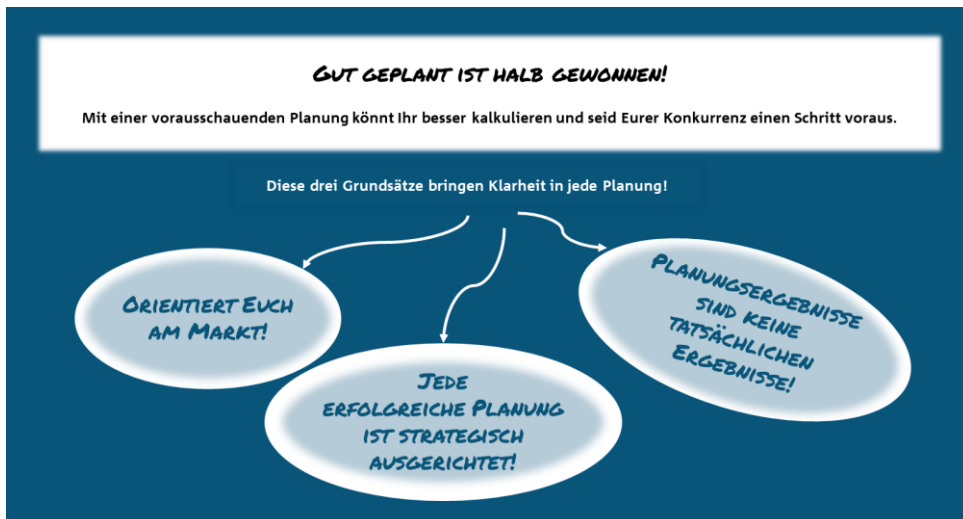 Gut geplant ist halb gewonnen!
Mit einer vorausschauenden Planung könnt Ihr besser kalkulieren und seid Eurer Konkurrenz einen Schritt voraus.
Diese drei Grundsätze bringen Klarheit in jede Planung!
Orientiert Euch
am Markt!
Jede
erfolgreiche Planung
ist strategisch
ausgerichtet!
Planungsergebnisse
sind keine
tatsächlichen
Ergebnisse!